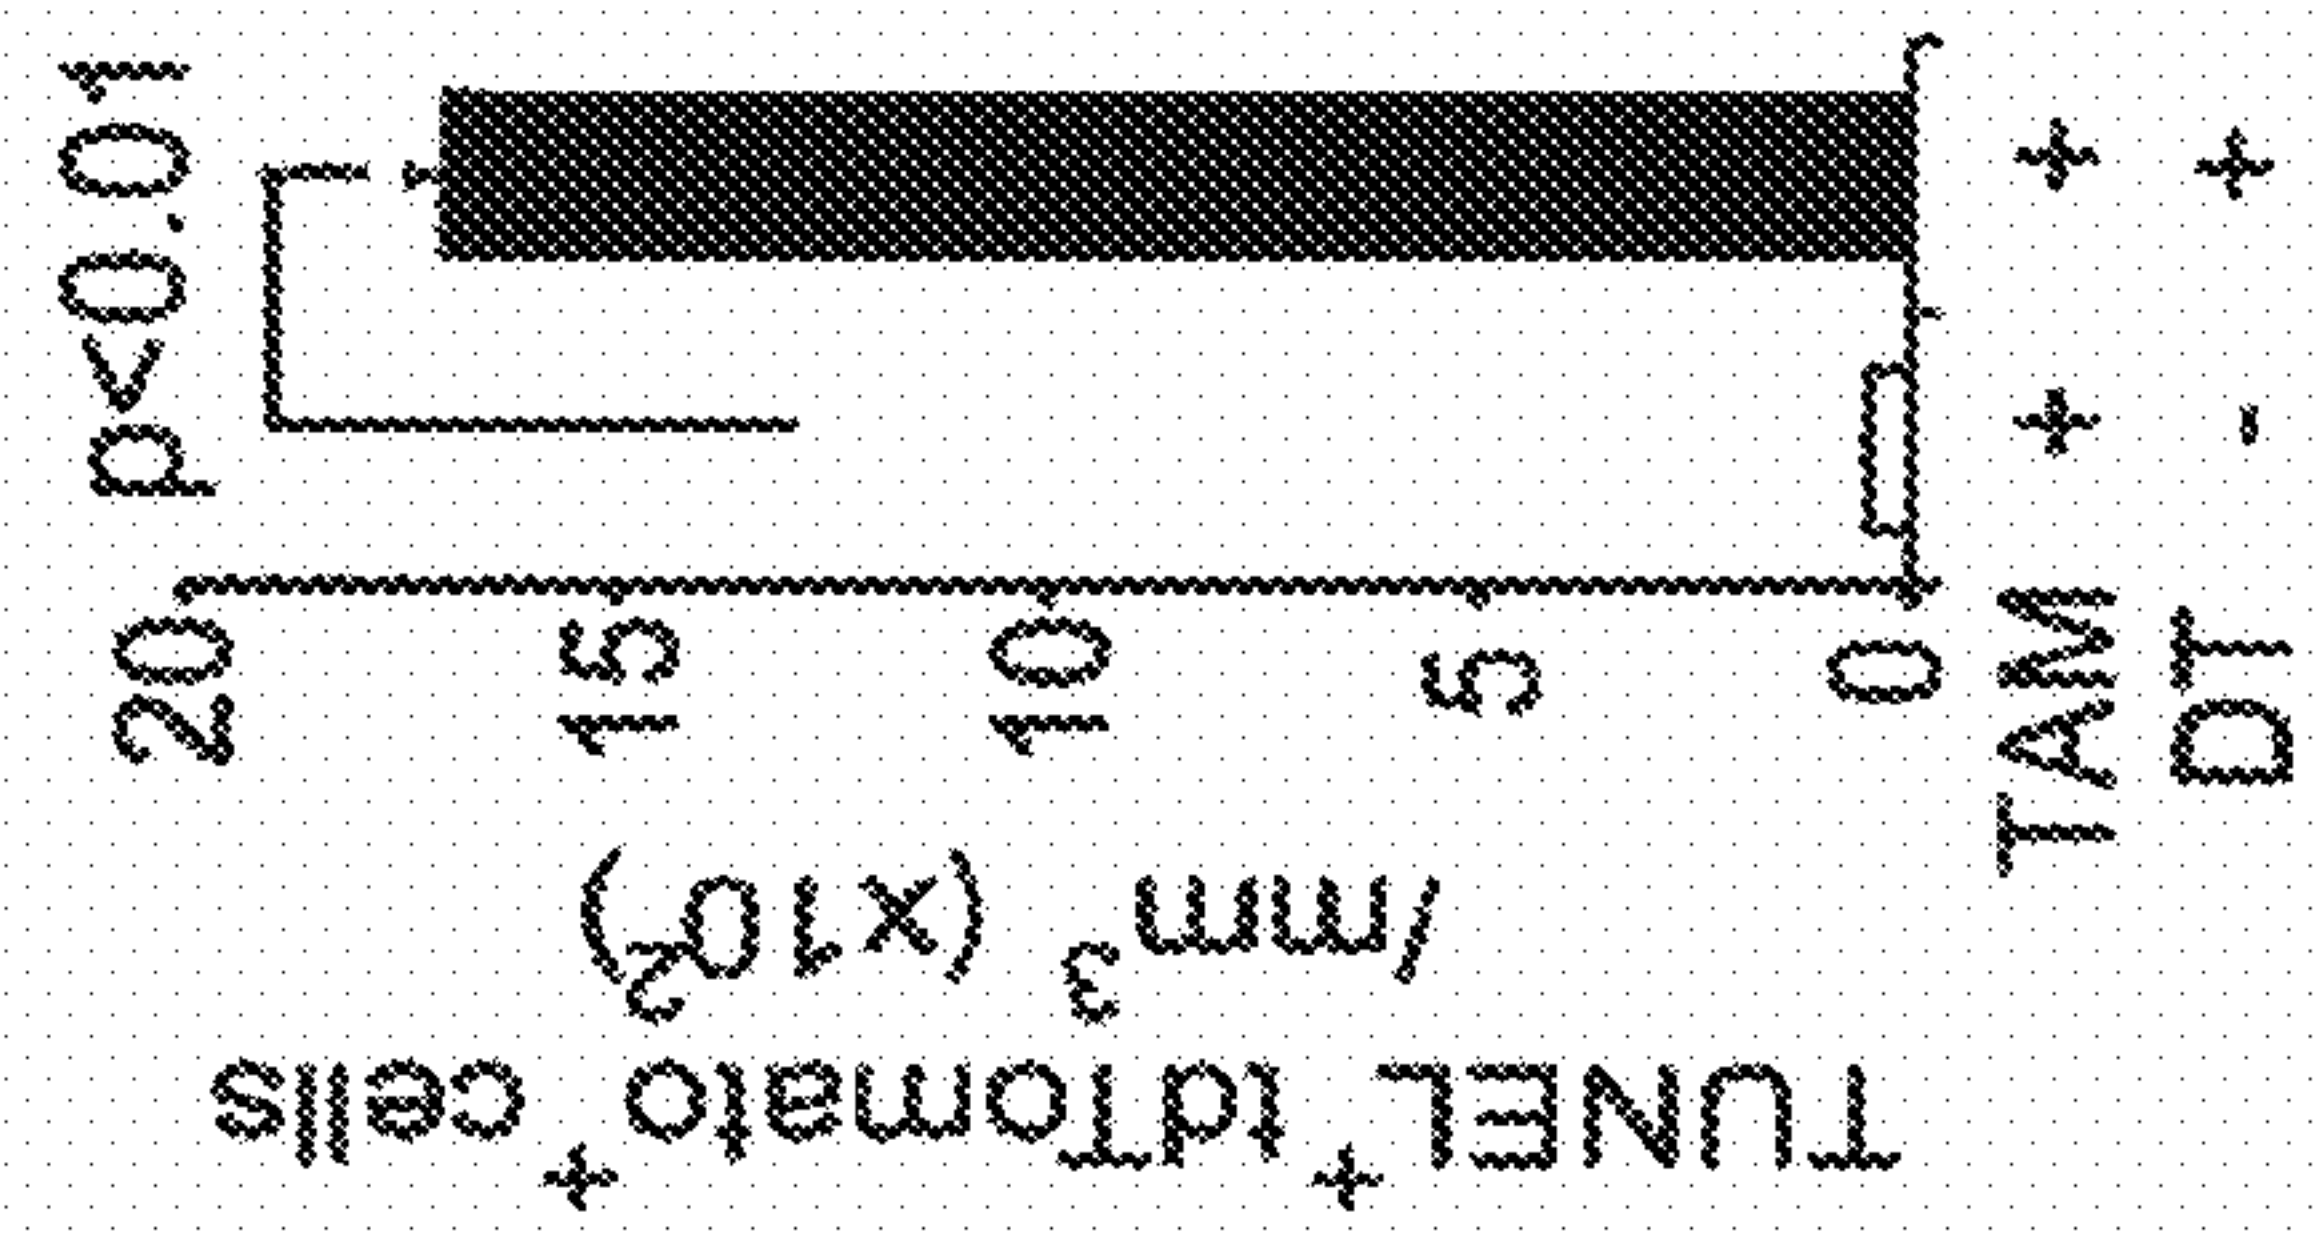 p<0.01
TUNEL⁺ tdTomato⁺ cells
/mm³ (x10²)
20
15
10
5
0
TAM + +
DT - +